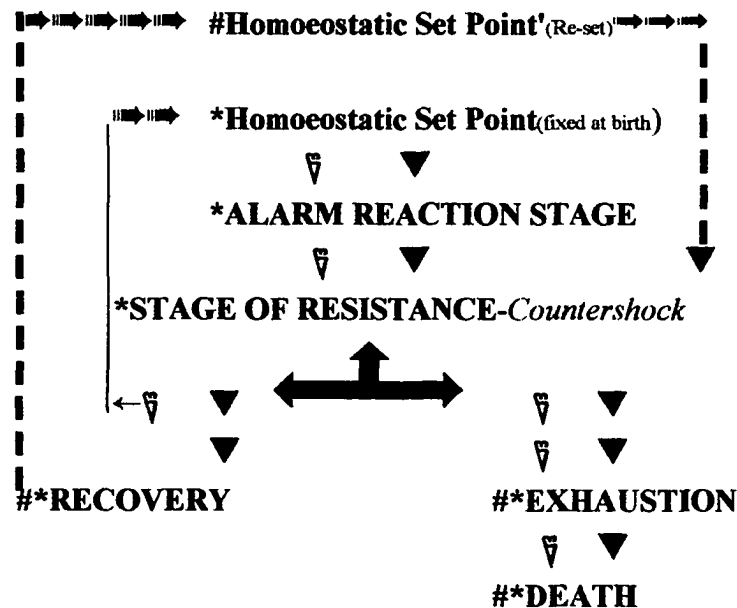 #Homoeostatic Set Point'(Re-set)
*Homoeostatic Set Point(fixed at birth)
*ALARM REACTION STAGE
*STAGE OF RESISTANCE-Countershock
#*RECOVERY
#*EXHAUSTION
#*DEATH